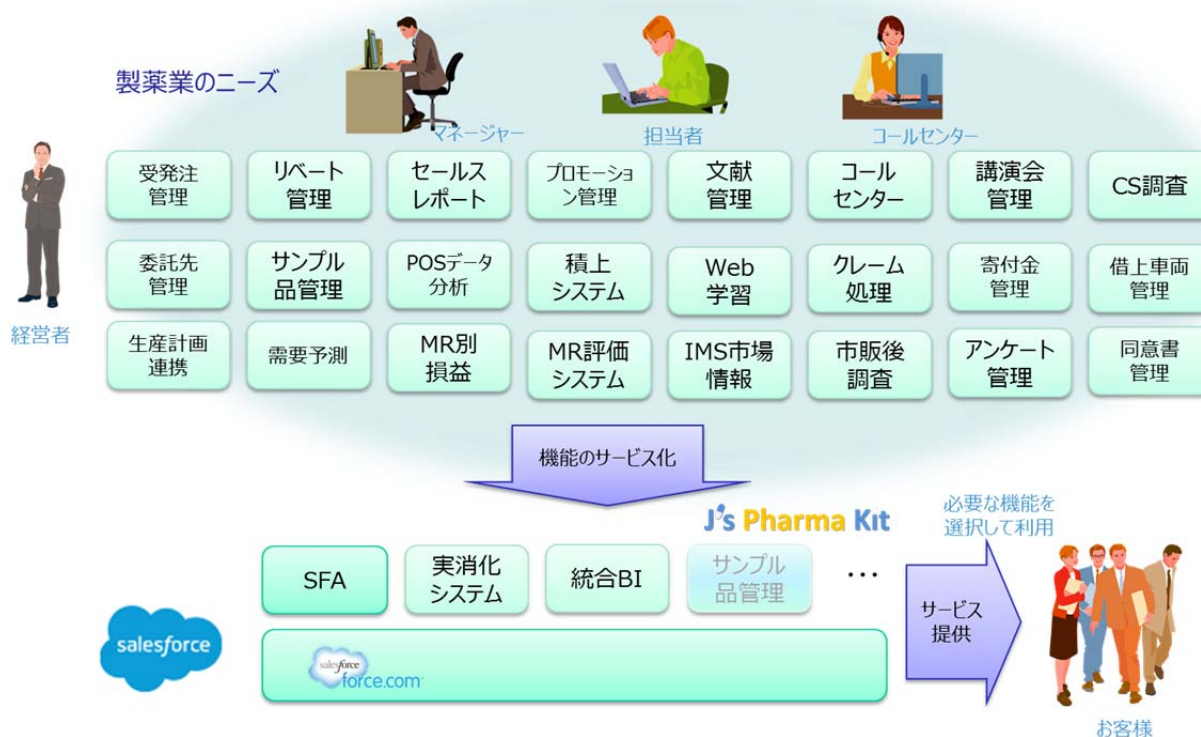 製薬業のニーズ
マネージャー
担当者
コールセンター
経営者
受発注
管理
リベート
管理
セールス
レポート
プロモーショ
ン管理
文献
管理
コール
センター
講演会
管理
CS調査
委託先
管理
サンプル
品管理
POSデータ
分析
積上
システム
Web
学習
クレーム
処理
寄付金
管理
借上車両
管理
生産計画
連携
需要予測
MR別
損益
MR評価
システム
IMS市場
情報
市販後
調査
アンケート
管理
同意書
管理
機能のサービス化
J's Pharma Kit
必要な機能を
選択して利用
SFA
実消化
システム
統合BI
サンプル
品管理
…
サービス
提供
salesforce
salesforce
force.com
お客様